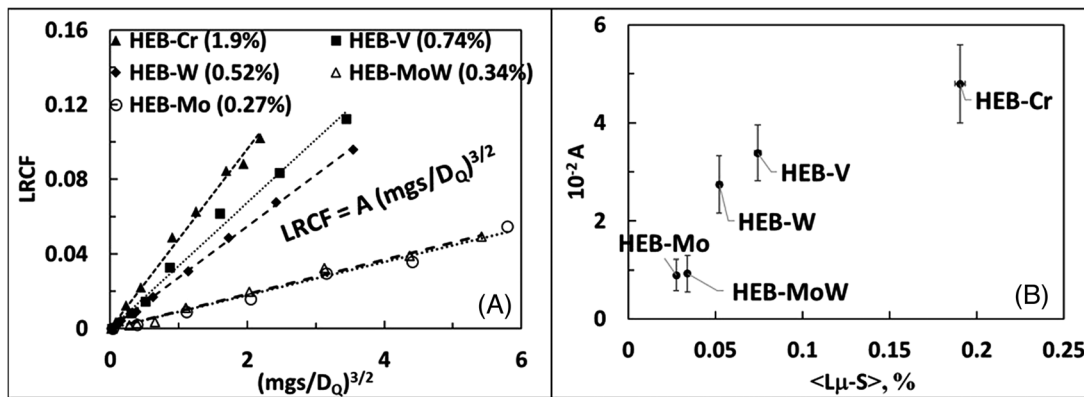 0.16
0.12
0.08
0.04
0
LRCF
HEB-Cr (1.9%) HEB-V (0.74%)
HEB-W (0.52%) HEB-MoW (0.34%)
HEB-Mo (0.27%)
LRCF = A (mgs/D_Q)^3/2
(A)
0 2 4 6
(mgs/D_Q)^3/2
6
4
2
0
10^-2 A
HEB-Cr
HEB-V
HEB-W
HEB-Mo
HEB-MoW
(B)
0 0.05 0.1 0.15 0.2 0.25
<Lμ-S>, %